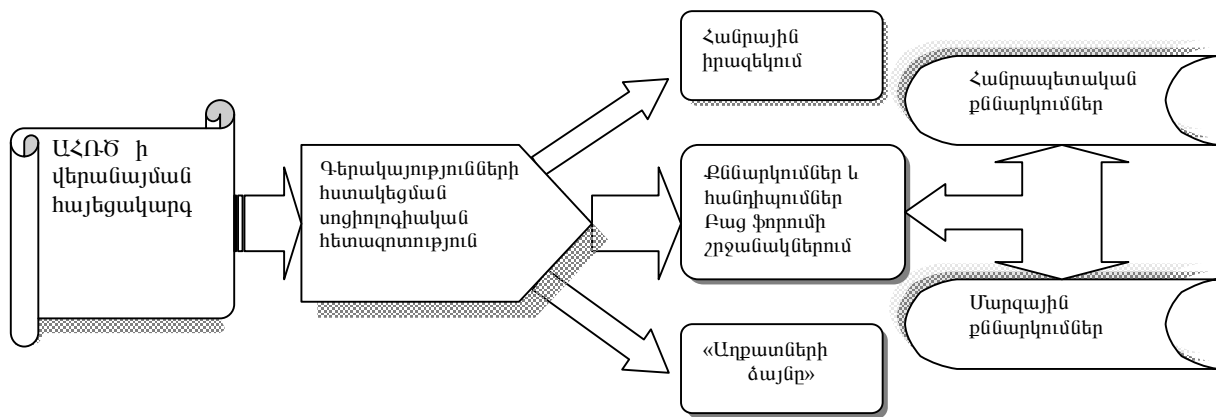 ԱՀՌԾ ի
վերանայման
հայեցակարգ
Գերակայությունների
հստակեցման
սոցիոլոգիական
հետազոտություն
Հանրային
իրազեկում
Քննարկումներ և
հանդիպումներ
Բաց ֆորումի
շրջանակներում
«Աղքատների
ձայնը»
Հանրապետական
քննարկումներ
Մարզային
քննարկումներ